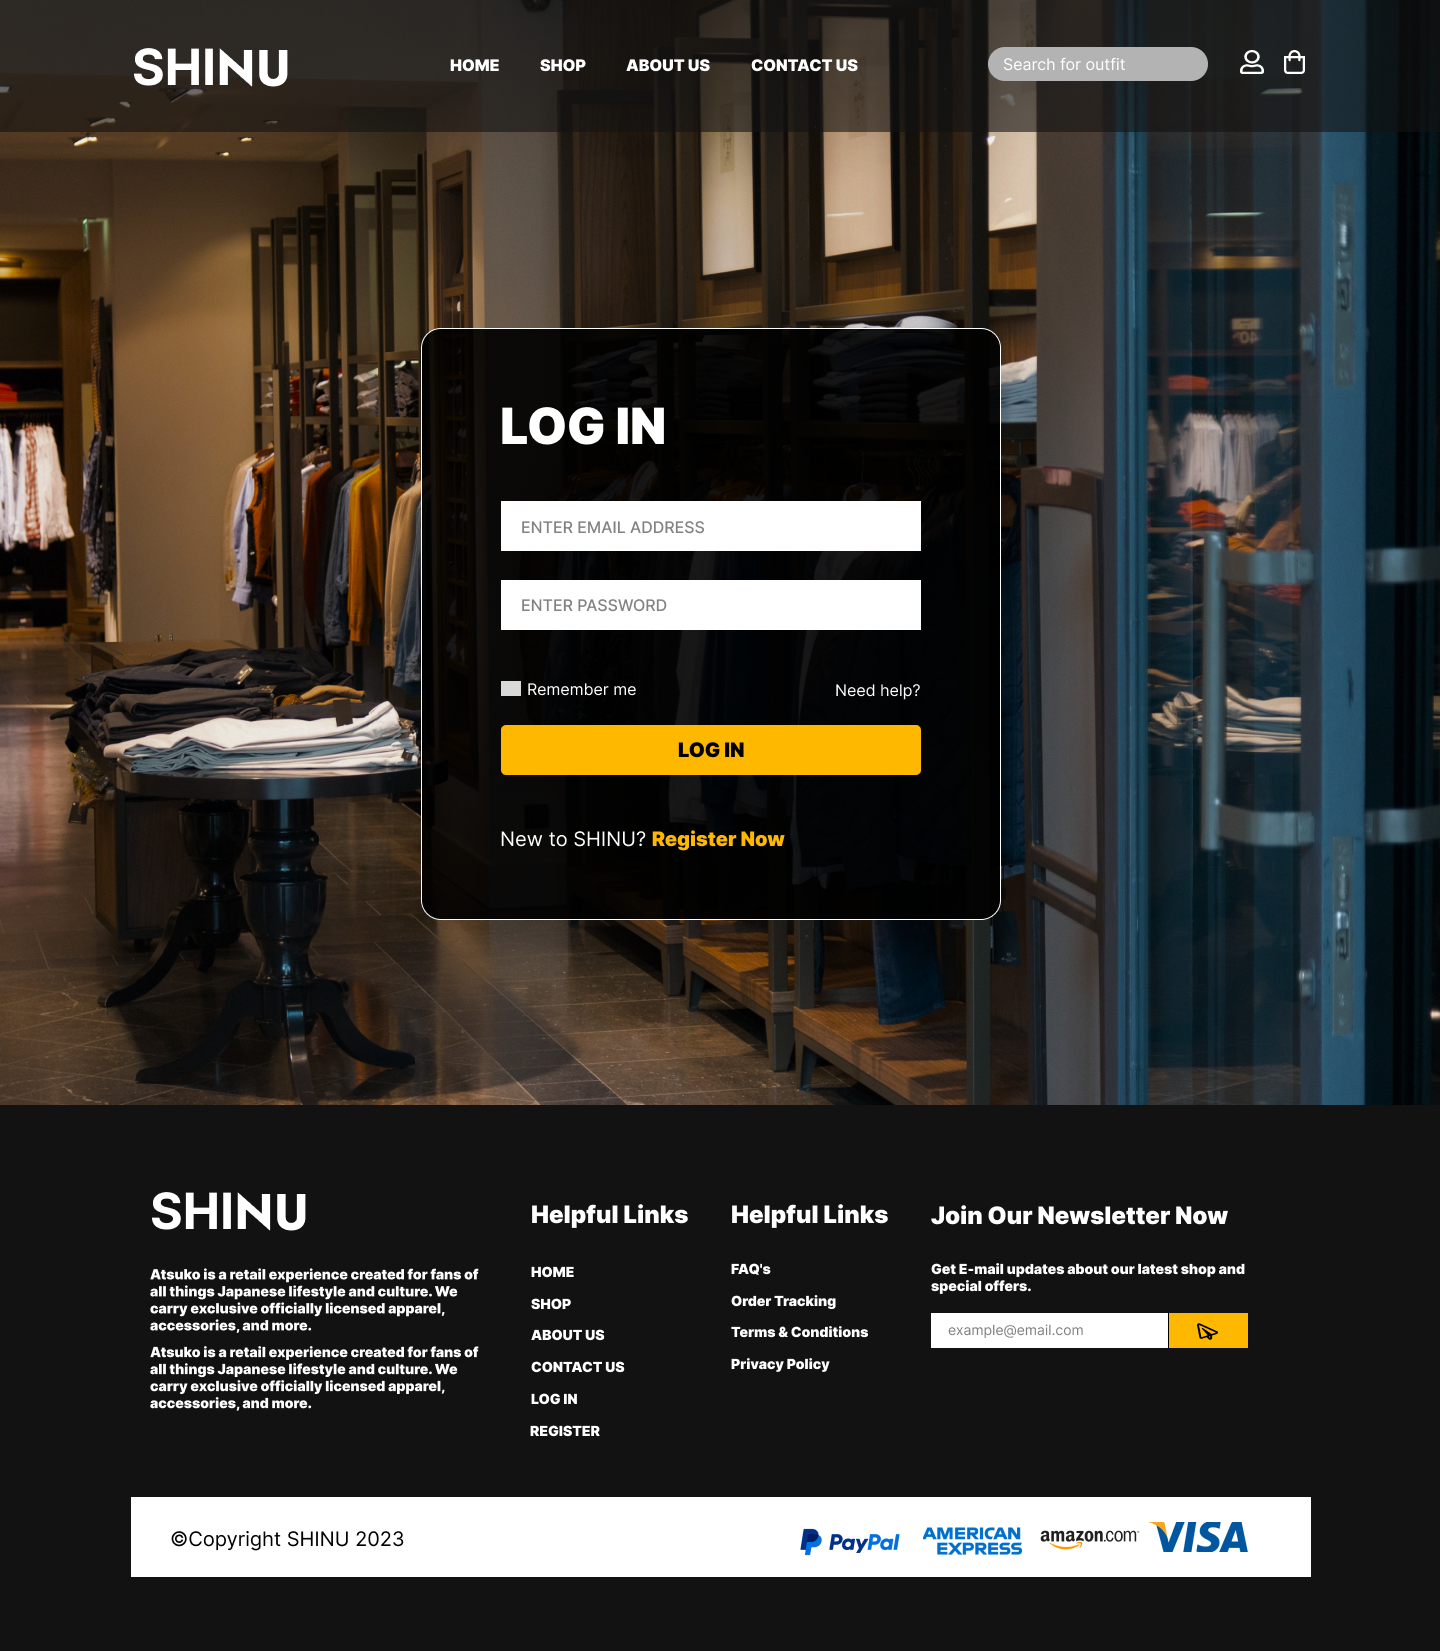 SHINU
HOME SHOP ABOUT US CONTACT US
Search for outfit
LOG IN
ENTER EMAIL ADDRESS
ENTER PASSWORD
Remember me
Need help?
LOG IN
New to SHINU? Register Now
SHINU
Atsuko is a retail experience created for fans of
all things Japanese lifestyle and culture. We
carry exclusive officially licensed apparel,
accessories, and more.
Atsuko is a retail experience created for fans of
all things Japanese lifestyle and culture. We
carry exclusive officially licensed apparel,
accessories, and more.
Helpful Links
HOME
SHOP
ABOUT US
CONTACT US
LOG IN
REGISTER
Helpful Links
FAQ's
Order Tracking
Terms & Conditions
Privacy Policy
Join Our Newsletter Now
Get E-mail updates about our latest shop and
special offers.
example@email.com
©Copyright SHINU 2023
PayPal
AMERICAN
EXPRESS
amazon.com
VISA